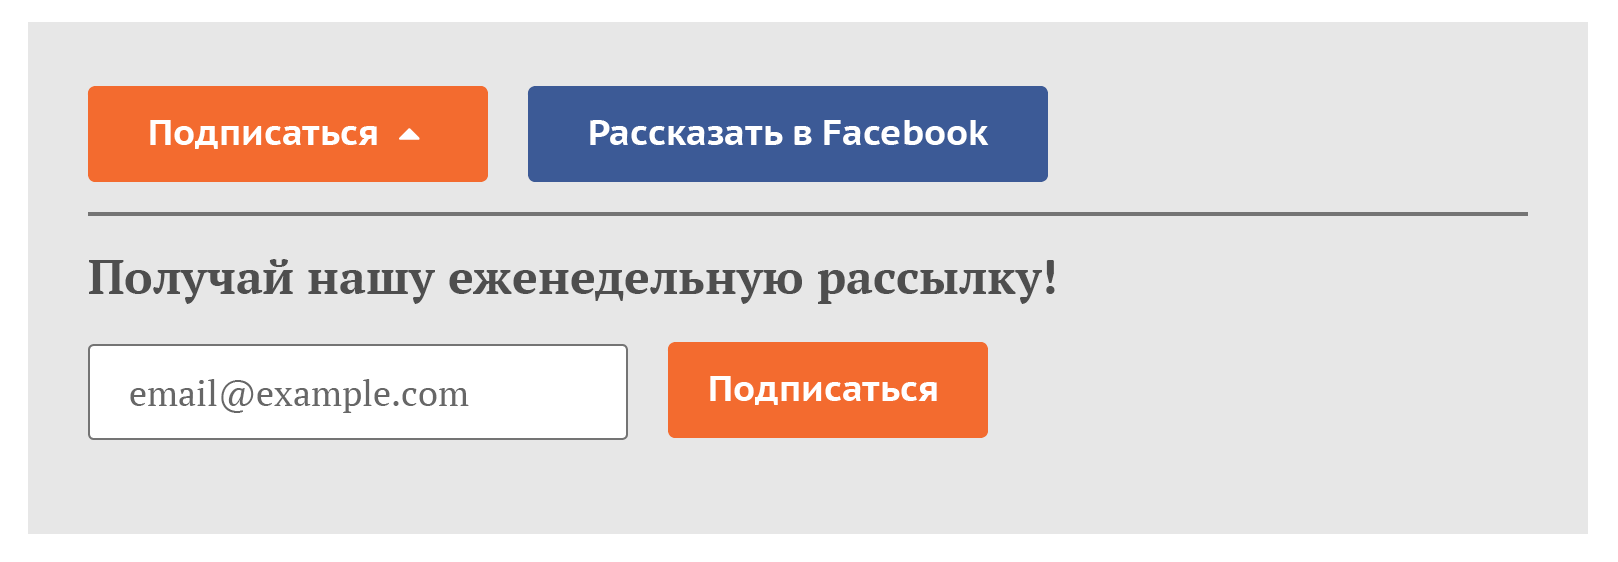 Подписаться
Рассказать в Facebook
Получай нашу еженедельную рассылку!
email@example.com
Подписаться